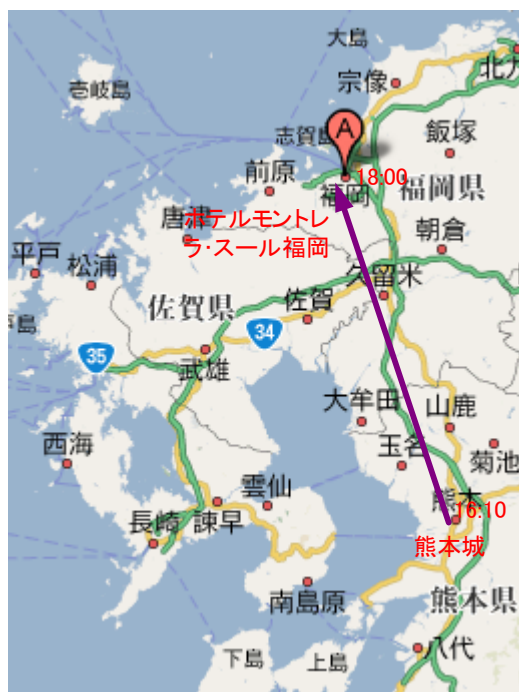 大島
宗像
北九
壱岐島
A
志賀島
飯塚
前原
18:00
福岡
福岡県
唐津
ホテルモントレ
ラ・スール福岡
朝倉
平戸
松浦
久留米
佐賀県
佐賀
島
34
35
武雄
大牟田
山鹿
西海
玉名
菊池
雲仙
熊本
16:10
長崎
諫早
熊本城
南島原
熊本県
八代
下島
上島